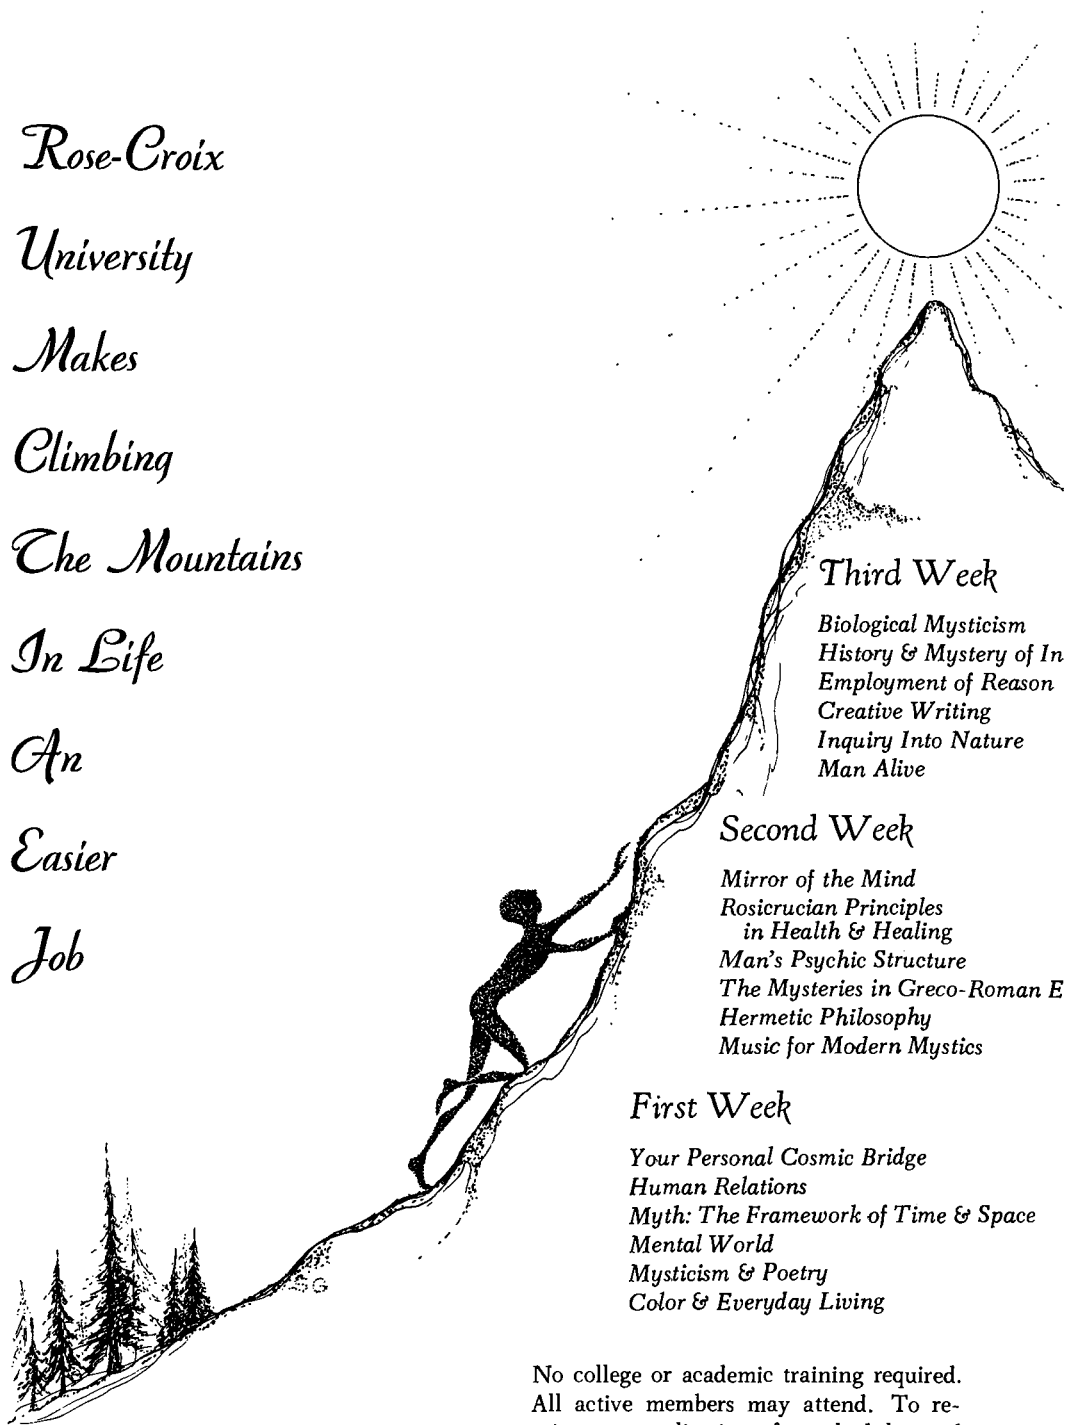 Rose-Croix
University
Makes
Climbing
The Mountains
In Life
An
Easier
Job
Third Week
Biological Mysticism
History & Mystery of In
Employment of Reason
Creative Writing
Inquiry Into Nature
Man Alive
Second Week
Mirror of the Mind
Rosicrucian Principles
in Health & Healing
Man's Psychic Structure
The Mysteries in Greco-Roman E
Hermetic Philosophy
Music for Modern Mystics
First Week
Your Personal Cosmic Bridge
Human Relations
Myth: The Framework of Time & Space
Mental World
Mysticism & Poetry
Color & Everyday Living
SG
No college or academic training required.
All active members may attend. To re-